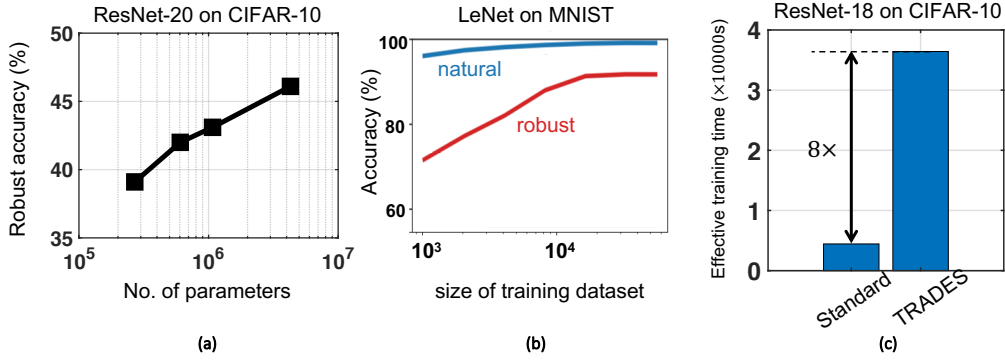 ResNet-20 on CIFAR-10
Robust accuracy (%)
50
45
40
35
10^5
10^6
10^7
No. of parameters
(a)
LeNet on MNIST
Accuracy (%)
100
80
60
natural
robust
10^3
10^4
size of training dataset
(b)
ResNet-18 on CIFAR-10
Effective training time (×10000s)
4
3
2
1
0
8×
Standard
TRADES
(c)